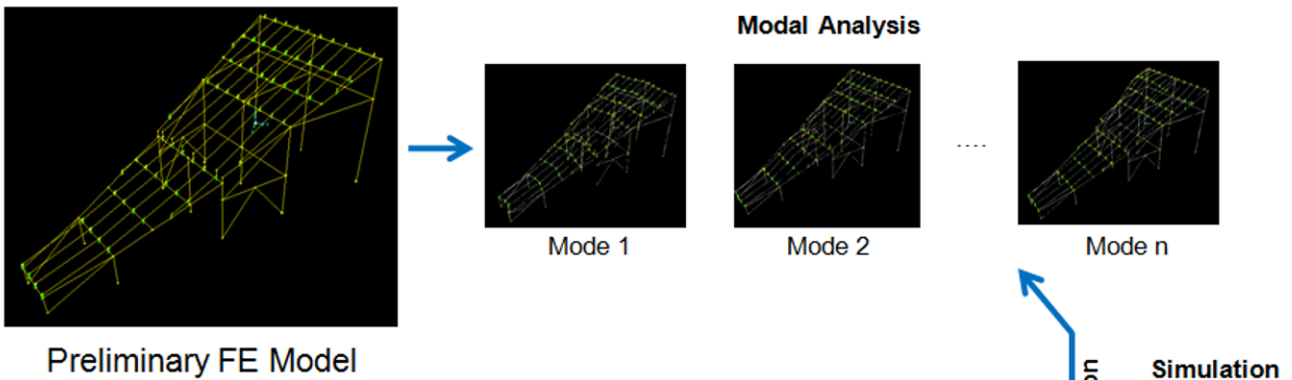 Modal Analysis
....
Mode 1
Mode 2
Mode n
Preliminary FE Model
Simulation